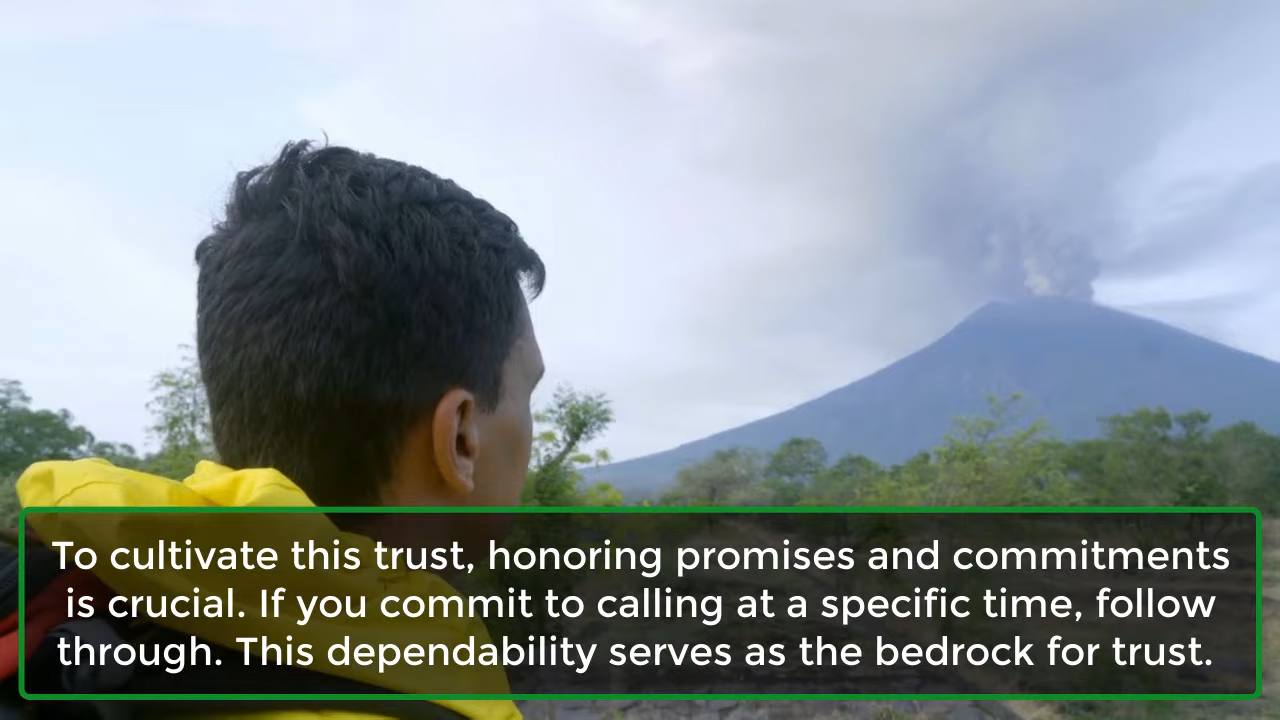 To cultivate this trust, honoring promises and commitments
is crucial. If you commit to calling at a specific time, follow
through. This dependability serves as the bedrock for trust.